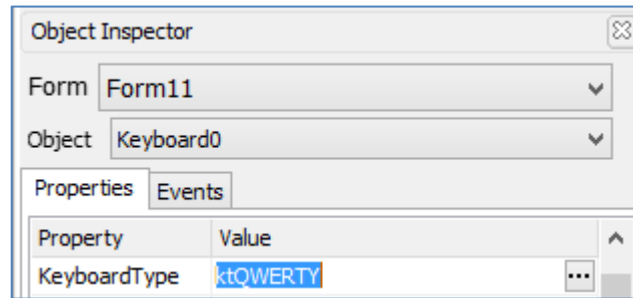 Object Inspector
Form Form11
Object Keyboard0
Properties Events
Property Value
KeyboardType ktQWERTY ...